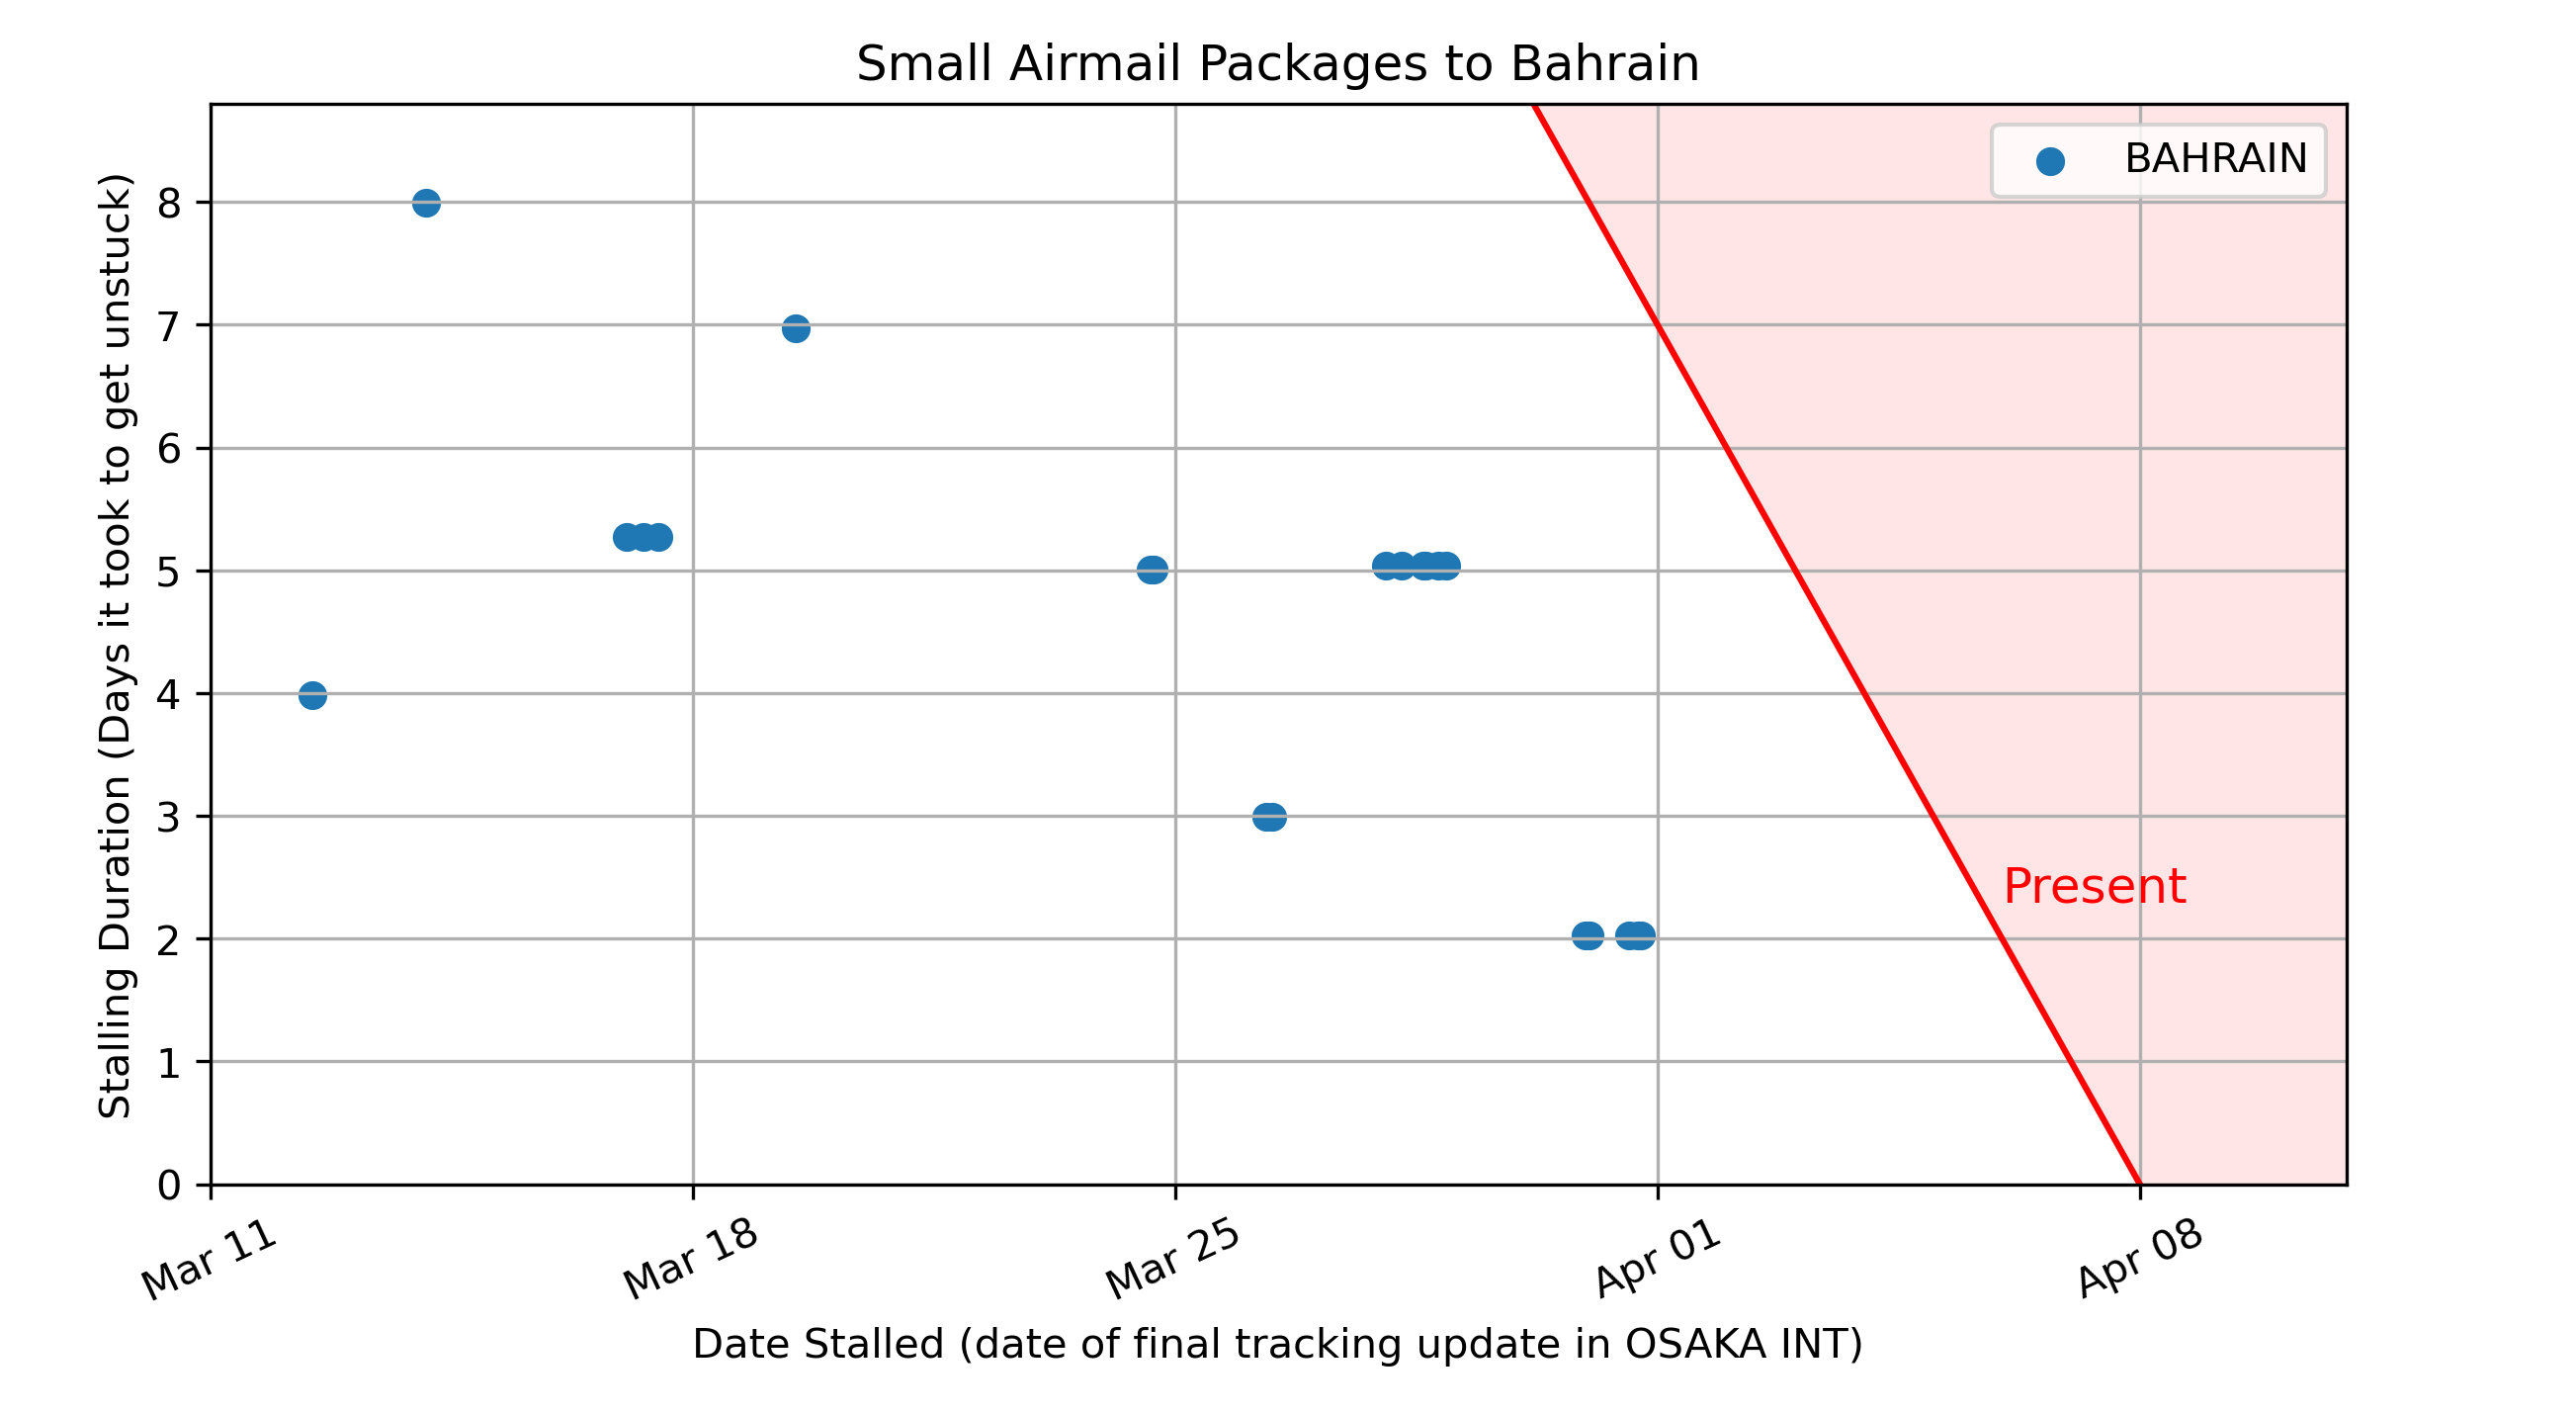 Small Airmail Packages to Bahrain
BAHRAIN
Stalling Duration (Days it took to get unstuck)
8
7
6
5
4
3
2
1
0
Present
Mar 11
Mar 18
Mar 25
Apr 01
Apr 08
Date Stalled (date of final tracking update in OSAKA INT)